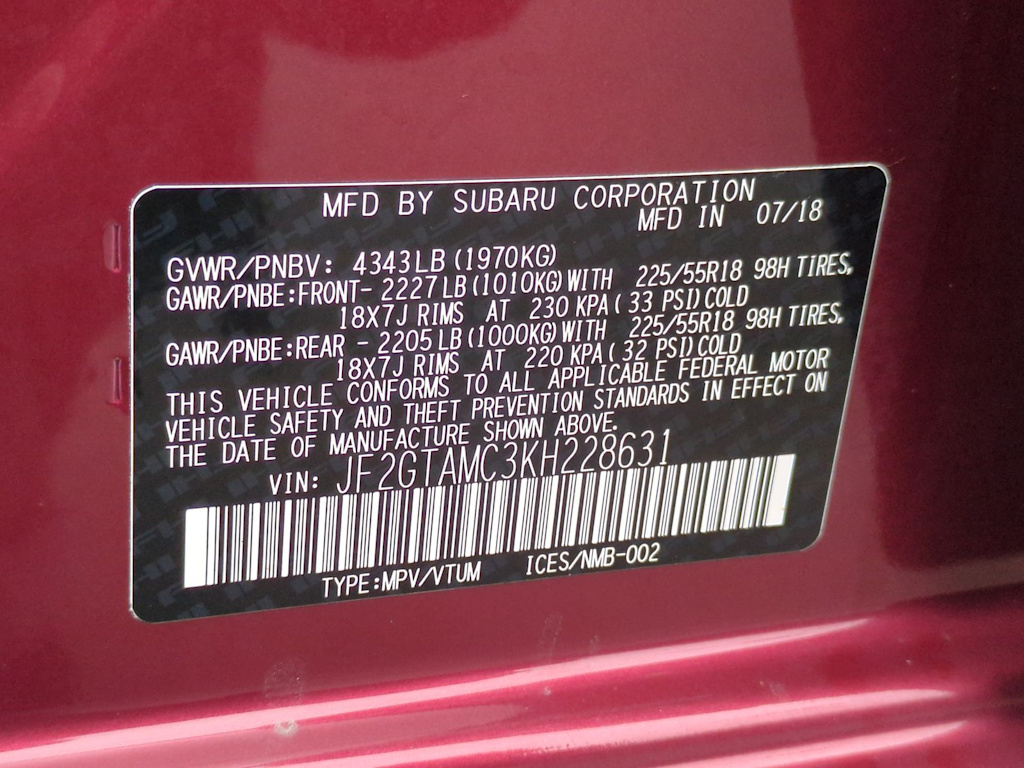 MFD BY SUBARU CORPORATION
MFD IN 07/18
GVWR/PNBV: 4343LB (1970KG)
GAWR/PNBE:FRONT- 2227LB (1010KG) WITH 225/55R18 98H TIRES,
18X7J RIMS AT 230 KPA ( 33 PSI) COLD
GAWR/PNBE:REAR - 2205LB (1000KG) WITH 225/55R18 98H TIRES,
18X7J RIMS AT 220 KPA ( 32 PSI) COLD
THIS VEHICLE CONFORMS TO ALL APPLICABLE FEDERAL MOTOR
VEHICLE SAFETY AND THEFT PREVENTION STANDARDS IN EFFECT ON
THE DATE OF MANUFACTURE SHOWN ABOVE.
VIN: JF2GTAMC3KH228631
TYPE:MPV/VTUM ICES/NMB-002